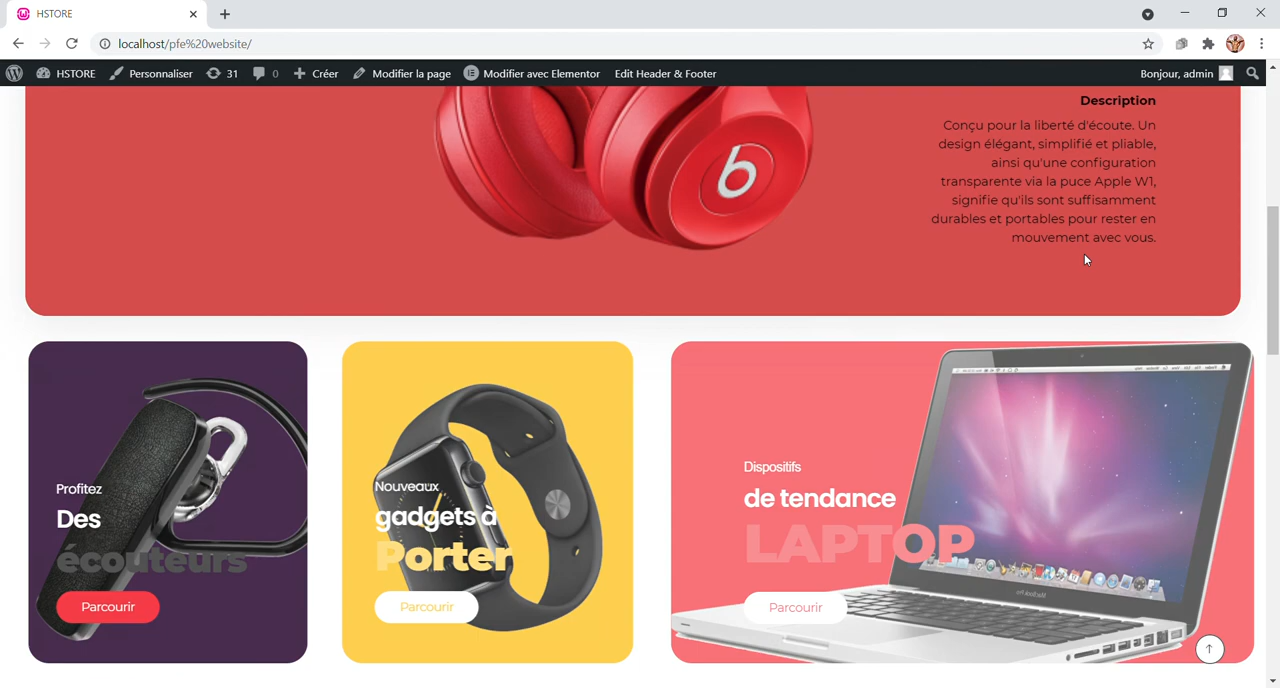 HSTORE
localhost/pfe%20website/
HSTORE
Personnaliser
31
0
Créer
Modifier la page
Modifier avec Elementor
Edit Header & Footer
Bonjour, admin
Description
Conçu pour la liberté d'écoute. Un
design élégant, simplifié et pliable,
ainsi qu'une configuration
transparente via la puce Apple W1,
signifie qu'ils sont suffisamment
durables et portables pour rester en
mouvement avec vous.
b
Profitez
Des
écouteurs
Parcourir
Nouveaux
gadgets à
Porter
Parcourir
Dispositifs
de tendance
LAPTOP
Parcourir